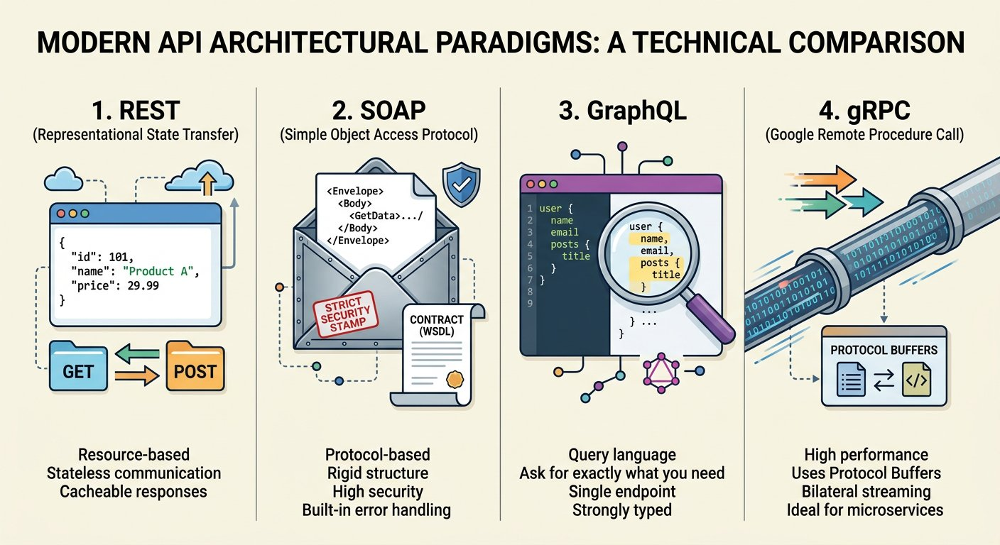 MODERN API ARCHITECTURAL PARADIGMS: A TECHNICAL COMPARISON
1. REST
(Representational State Transfer)
{
"id": 101,
"name": "Product A",
"price": 29.99
}
GET
POST
Resource-based
Stateless communication
Cacheable responses
2. SOAP
(Simple Object Access Protocol)
<Envelope>
<Body>
<GetData>.../
</Body>
</Envelope>
STRICT
SECURITY
STAMP
CONTRACT
(WSDL)
Protocol-based
Rigid structure
High security
Built-in error handling
3. GraphQL
1 user {
2 name
3 email
4 posts {
5 title
6 }
7 }
8
9
user {
name,
email,
posts {
title
}
...
} ...
}
Query language
Ask for exactly what you need
Single endpoint
Strongly typed
4. gRPC
(Google Remote Procedure Call)
PROTOCOL BUFFERS
</>
High performance
Uses Protocol Buffers
Bilateral streaming
Ideal for microservices